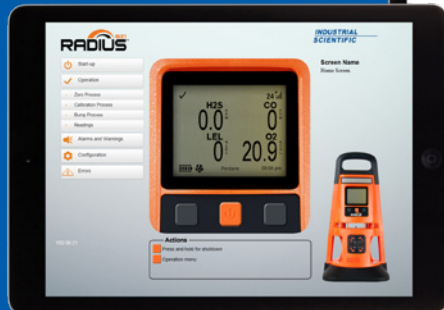 RADIUS BZ1
INDUSTRIAL
SCIENTIFIC
Start-up
Operation
Zero Process
Calibration Process
Bump Process
Readings
Alarms and Warnings
Configuration
Errors
Screen Name
Home Screen
24
H2S
CO
0.0
0
LEL
O2
0
20.9
Actions
Press and hold for shutdown
Operation menu